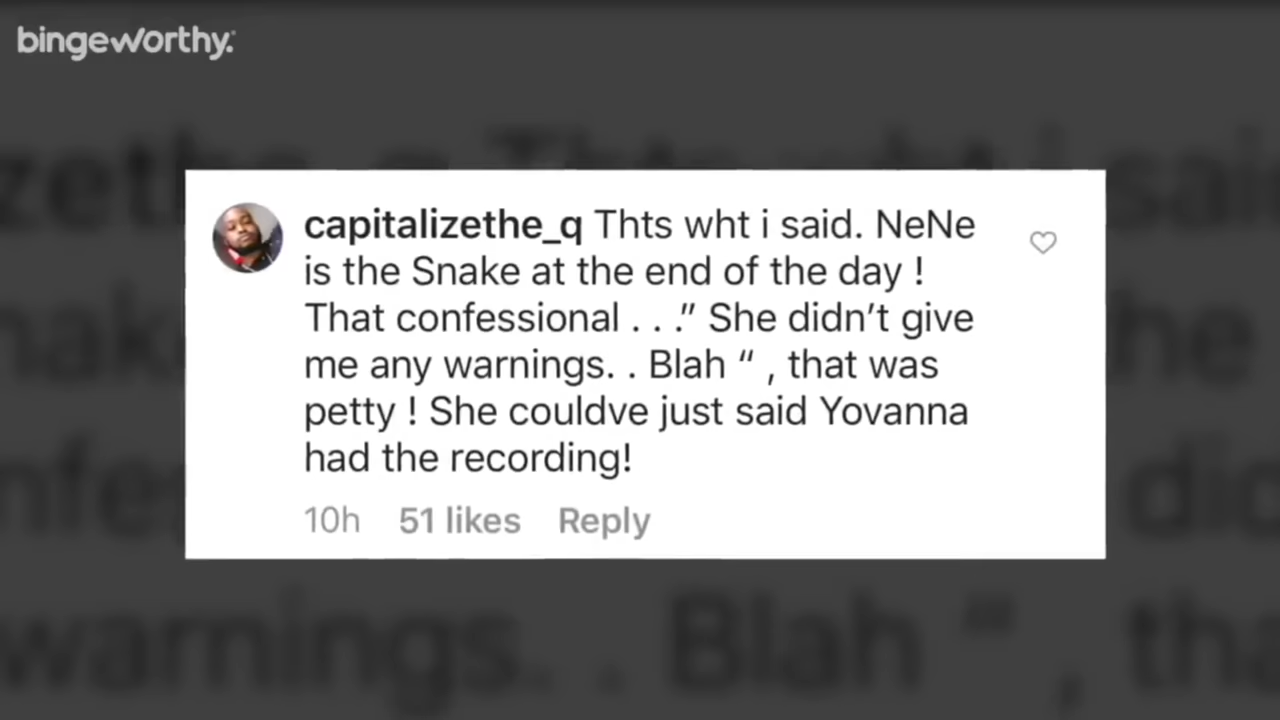 bingeworthy.
capitalizethe_q Thts wht i said. NeNe
is the Snake at the end of the day !
That confessional . . .” She didn’t give
me any warnings. . Blah “ , that was
petty ! She couldve just said Yovanna
had the recording!
10h 51 likes Reply